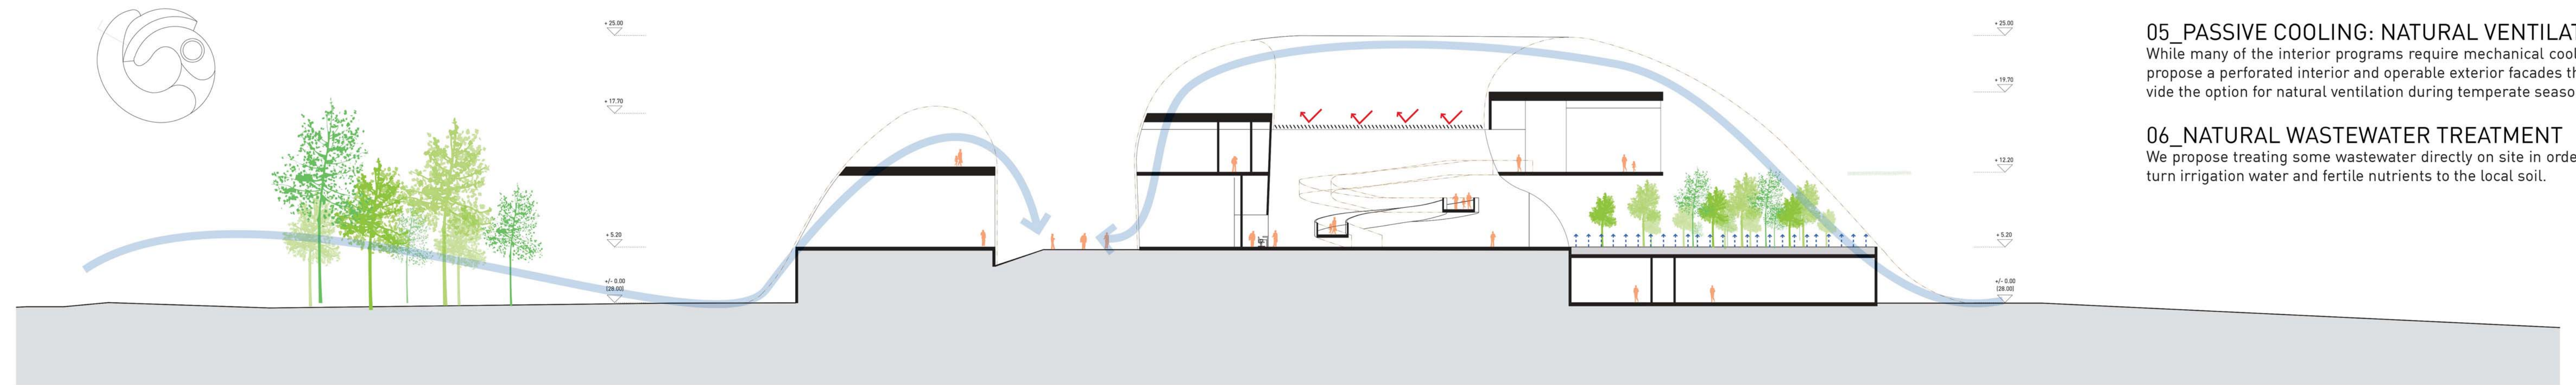 + 25.00
+ 17.70
+ 5.20
+/- 0.00
(28.00)
+ 25.00
+ 19.70
+ 12.20
+ 5.20
+/- 0.00
(28.00)
05_PASSIVE COOLING: NATURAL VENTILAT
While many of the interior programs require mechanical cool
propose a perforated interior and operable exterior facades th
vide the option for natural ventilation during temperate seaso
06_NATURAL WASTEWATER TREATMENT
We propose treating some wastewater directly on site in orde
turn irrigation water and fertile nutrients to the local soil.